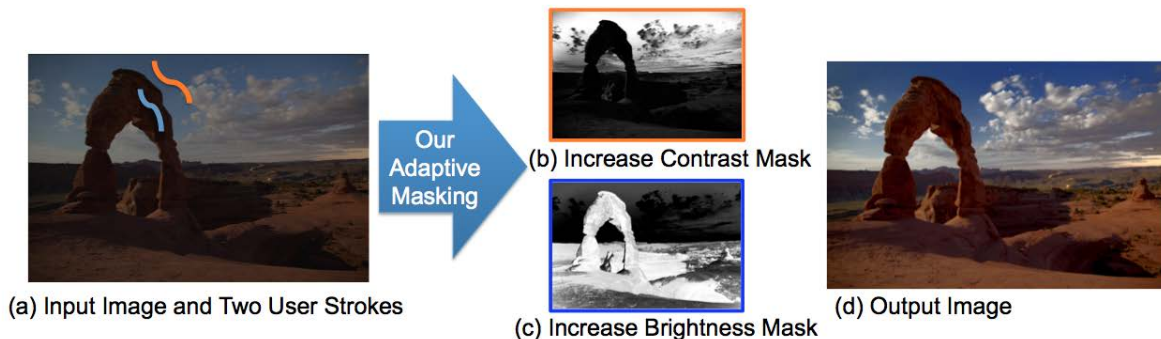 (a) Input Image and Two User Strokes
Our
Adaptive
Masking
(b) Increase Contrast Mask
(c) Increase Brightness Mask
(d) Output Image